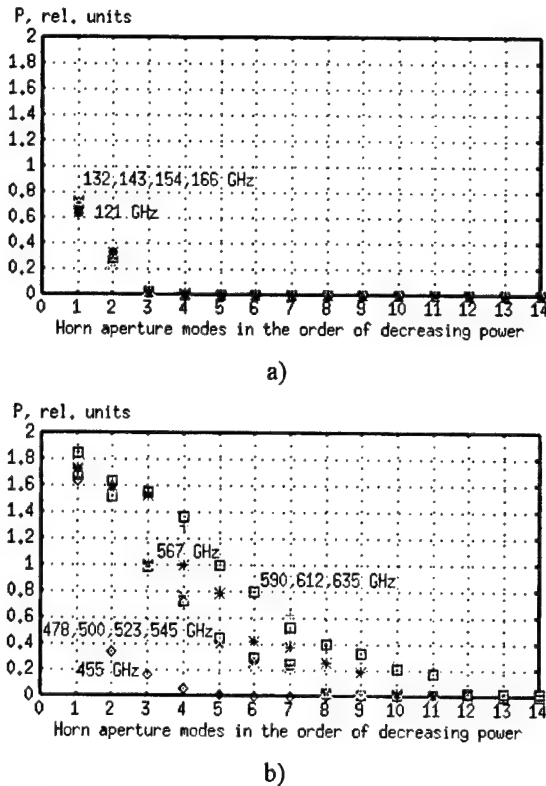 P, rel. units
2
1.8
1.6
1.4
1.2
1
0.8
132,143,154,166 GHz
0.6
121 GHz
0.4
0.2
0
0 1 2 3 4 5 6 7 8 9 10 11 12 13 14
Horn aperture modes in the order of decreasing power
a)
P, rel. units
2
1.8
1.6
1.4
1.2
1
567 GHz
0.8
590,612,635 GHz
0.6
478,500,523,545 GHz
0.4
0.2
455 GHz
0
0 1 2 3 4 5 6 7 8 9 10 11 12 13 14
Horn aperture modes in the order of decreasing power
b)